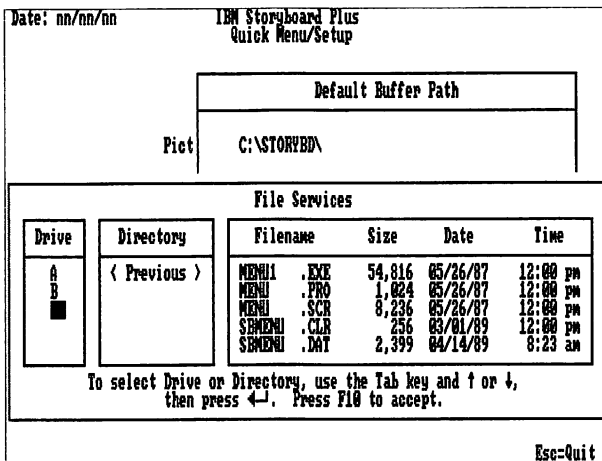 Date: nn/nn/nn IBM Storyboard Plus
Quick Menu/Setup
Default Buffer Path
Pict C:\STORYBD\
File Services
Drive Directory Filename Size Date Time
A < Previous > MENU1 .EXE 54,816 05/26/87 12:00 pm
B MENU .PRO 1,024 05/26/87 12:00 pm
MENU .SCR 8,236 05/26/87 12:00 pm
SBMENU .CLR 256 03/01/89 12:00 pm
SBMENU .DAT 2,399 04/14/89 8:23 am
To select Drive or Directory, use the Tab key and ↑ or ↓,
then press ↵. Press F10 to accept.
Esc=Quit